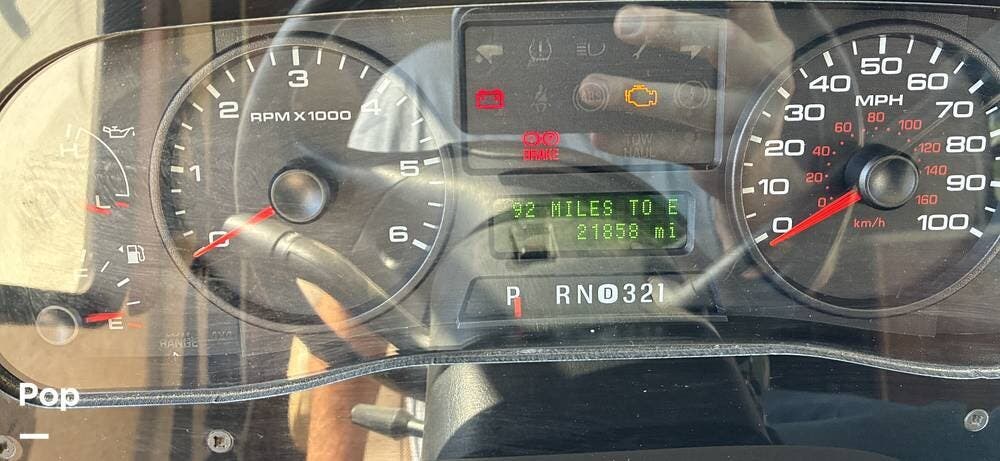 3
2
4
RPM X1000
1
5
0
6
H
L
F
E
BRAKE
TOW
HAUL
92 MILES TO E
21858 mi
P R N D 3 2 1
50
40
60
MPH
30
70
80
60
100
20
80
40
120
20
140
10
90
0
160
0
km/h
100
RANGE
4X4
Pop